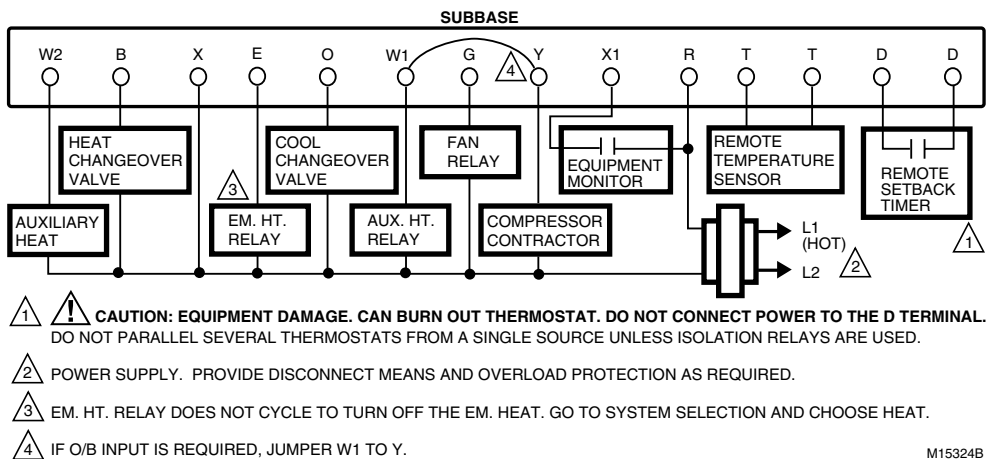 SUBBASE
W2 B X E O W1 G Y X1 R T T D D
4
HEAT
CHANGEOVER
VALVE
COOL
CHANGEOVER
VALVE
FAN
RELAY
EQUIPMENT
MONITOR
REMOTE
TEMPERATURE
SENSOR
REMOTE
SETBACK
TIMER
1
3
AUXILIARY
HEAT
EM. HT.
RELAY
AUX. HT.
RELAY
COMPRESSOR
CONTRACTOR
L1
(HOT)
L2
2
1 ! CAUTION: EQUIPMENT DAMAGE. CAN BURN OUT THERMOSTAT. DO NOT CONNECT POWER TO THE D TERMINAL.
DO NOT PARALLEL SEVERAL THERMOSTATS FROM A SINGLE SOURCE UNLESS ISOLATION RELAYS ARE USED.
2 POWER SUPPLY. PROVIDE DISCONNECT MEANS AND OVERLOAD PROTECTION AS REQUIRED.
3 EM. HT. RELAY DOES NOT CYCLE TO TURN OFF THE EM. HEAT. GO TO SYSTEM SELECTION AND CHOOSE HEAT.
4 IF O/B INPUT IS REQUIRED, JUMPER W1 TO Y.
M15324B